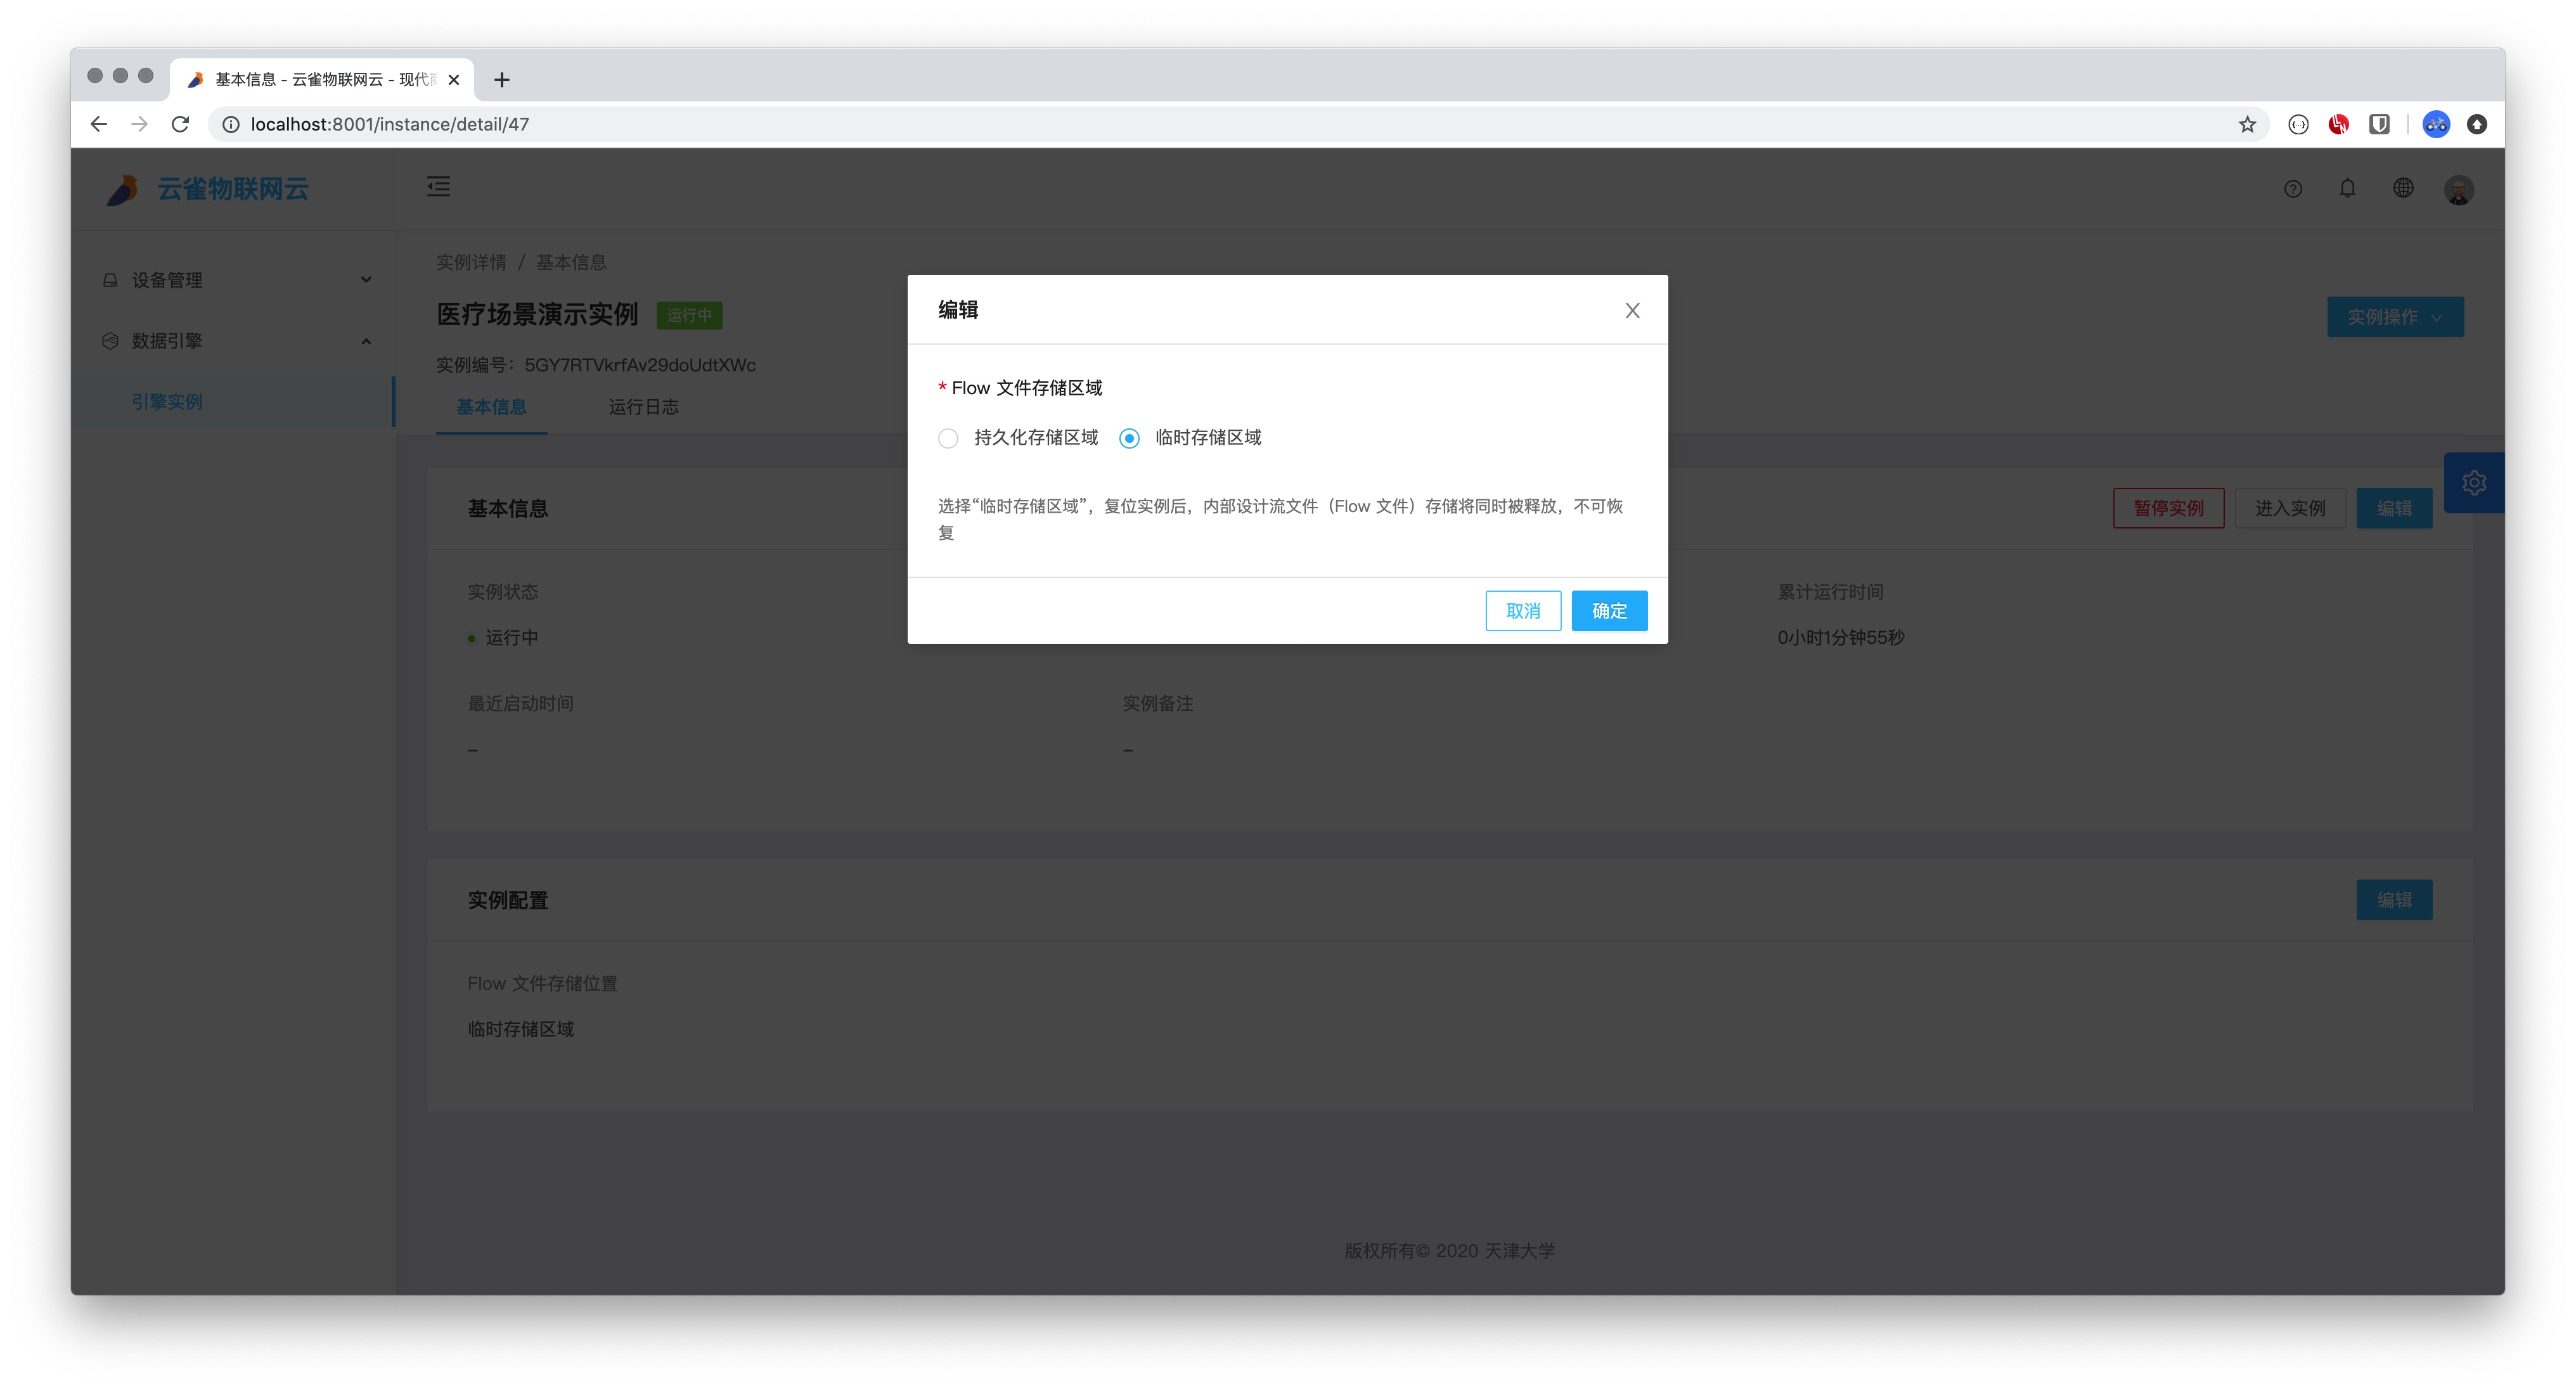 基本信息 - 云雀物联网云 - 现代
localhost:8001/instance/detail/47
云雀物联网云
设备管理
数据引擎
引擎实例
实例详情 / 基本信息
医疗场景演示实例 运行中
实例操作
实例编号：5GY7RTVkrfAv29doUdtXWc
基本信息 运行日志
编辑
* Flow 文件存储区域
持久化存储区域 临时存储区域
选择“临时存储区域”，复位实例后，内部设计流文件（Flow 文件）存储将同时被释放，不可恢
复
取消 确定
基本信息
暂停实例 进入实例 编辑
实例状态
运行中
累计运行时间
0小时1分钟55秒
最近启动时间
–
实例备注
–
实例配置
编辑
Flow 文件存储位置
临时存储区域
版权所有© 2020 天津大学